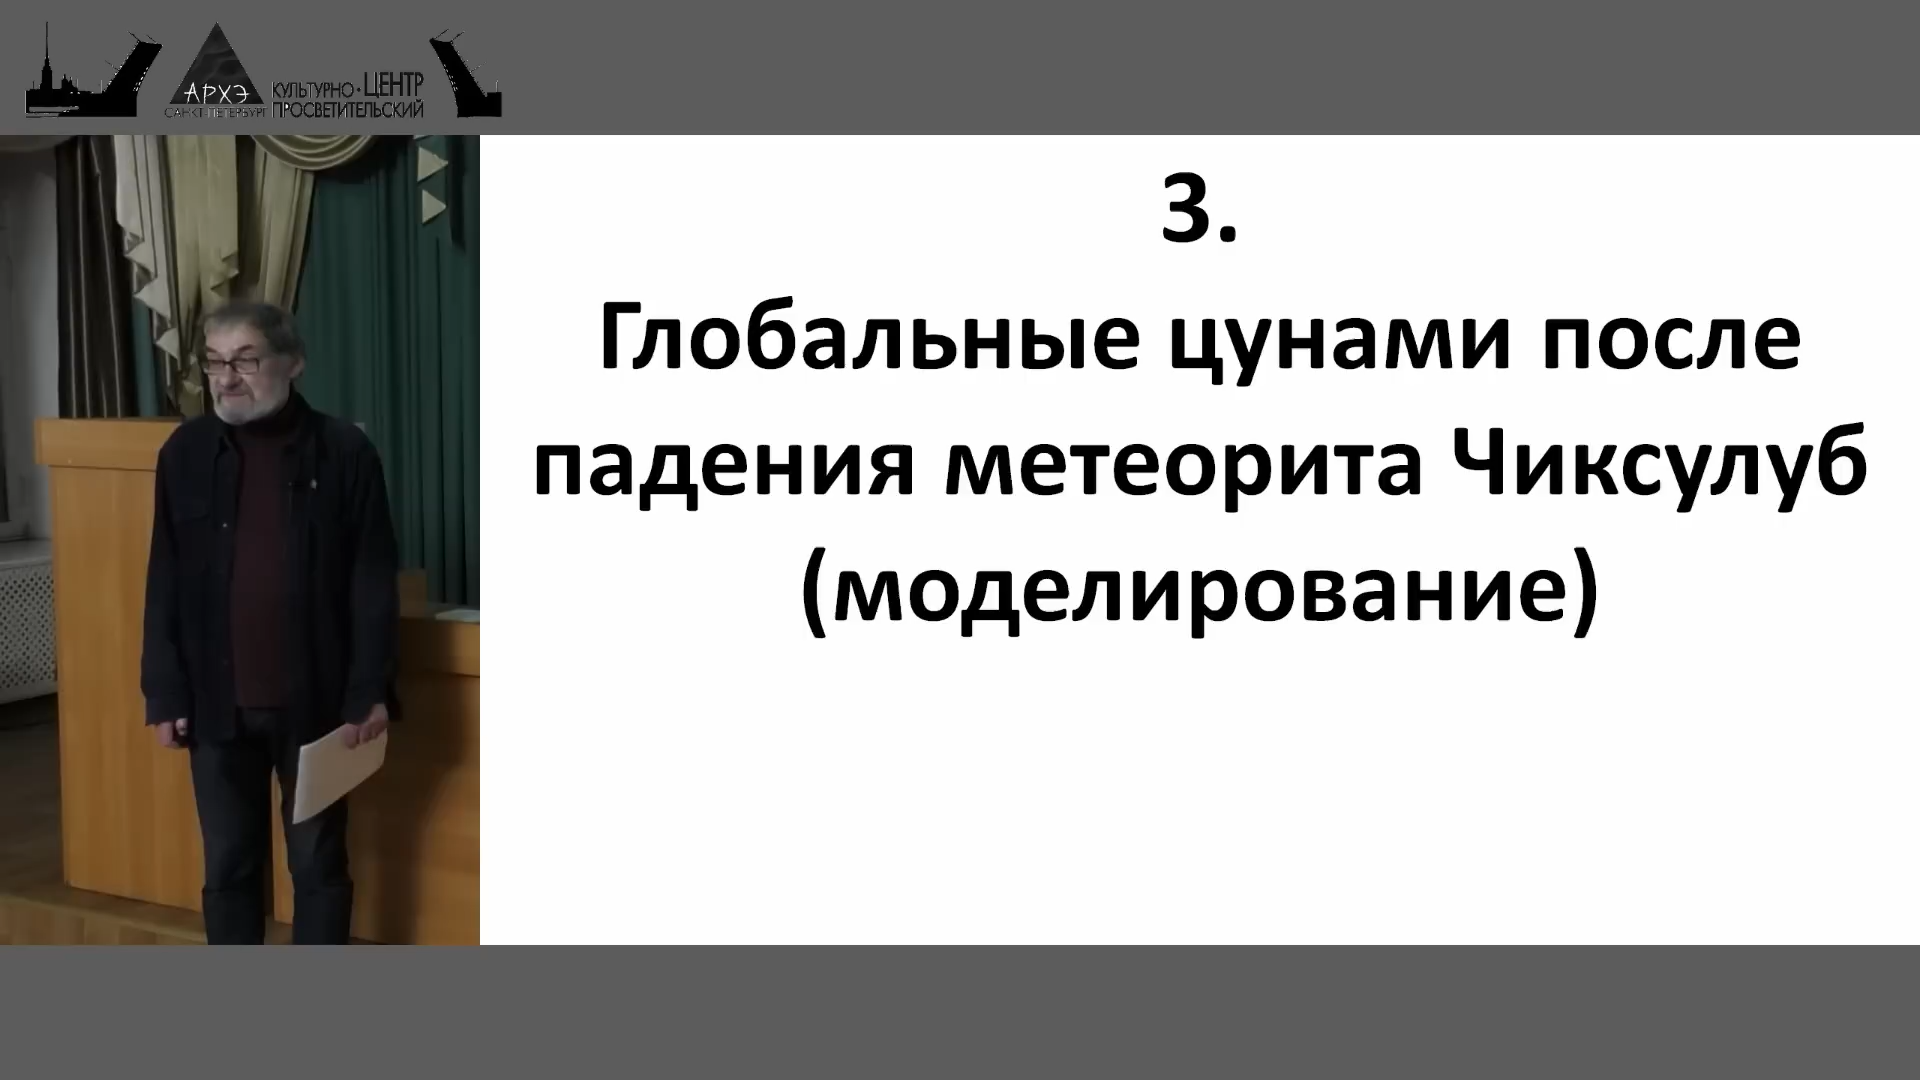 АРХЭ
САНКТ-ПЕТЕРБУРГ
КУЛЬТУРНО-ЦЕНТР
ПРОСВЕТИТЕЛЬСКИЙ
3.
Глобальные цунами после
падения метеорита Чиксулуб
(моделирование)